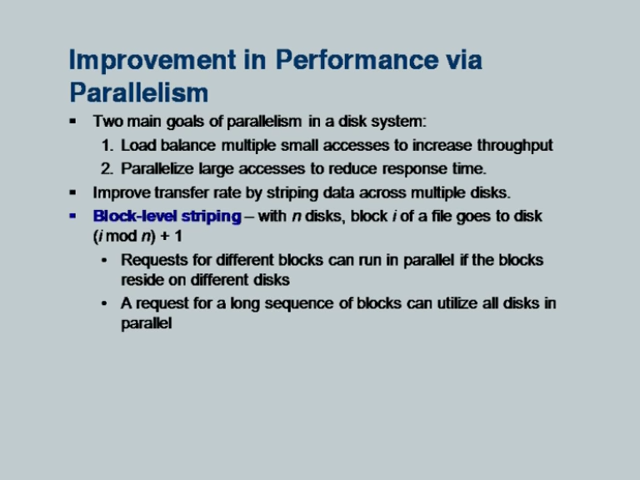 Improvement in Performance via
Parallelism
▪ Two main goals of parallelism in a disk system:
1. Load balance multiple small accesses to increase throughput
2. Parallelize large accesses to reduce response time.
▪ Improve transfer rate by striping data across multiple disks.
▪ Block-level striping – with n disks, block i of a file goes to disk
(i mod n) + 1
• Requests for different blocks can run in parallel if the blocks
reside on different disks
• A request for a long sequence of blocks can utilize all disks in
parallel